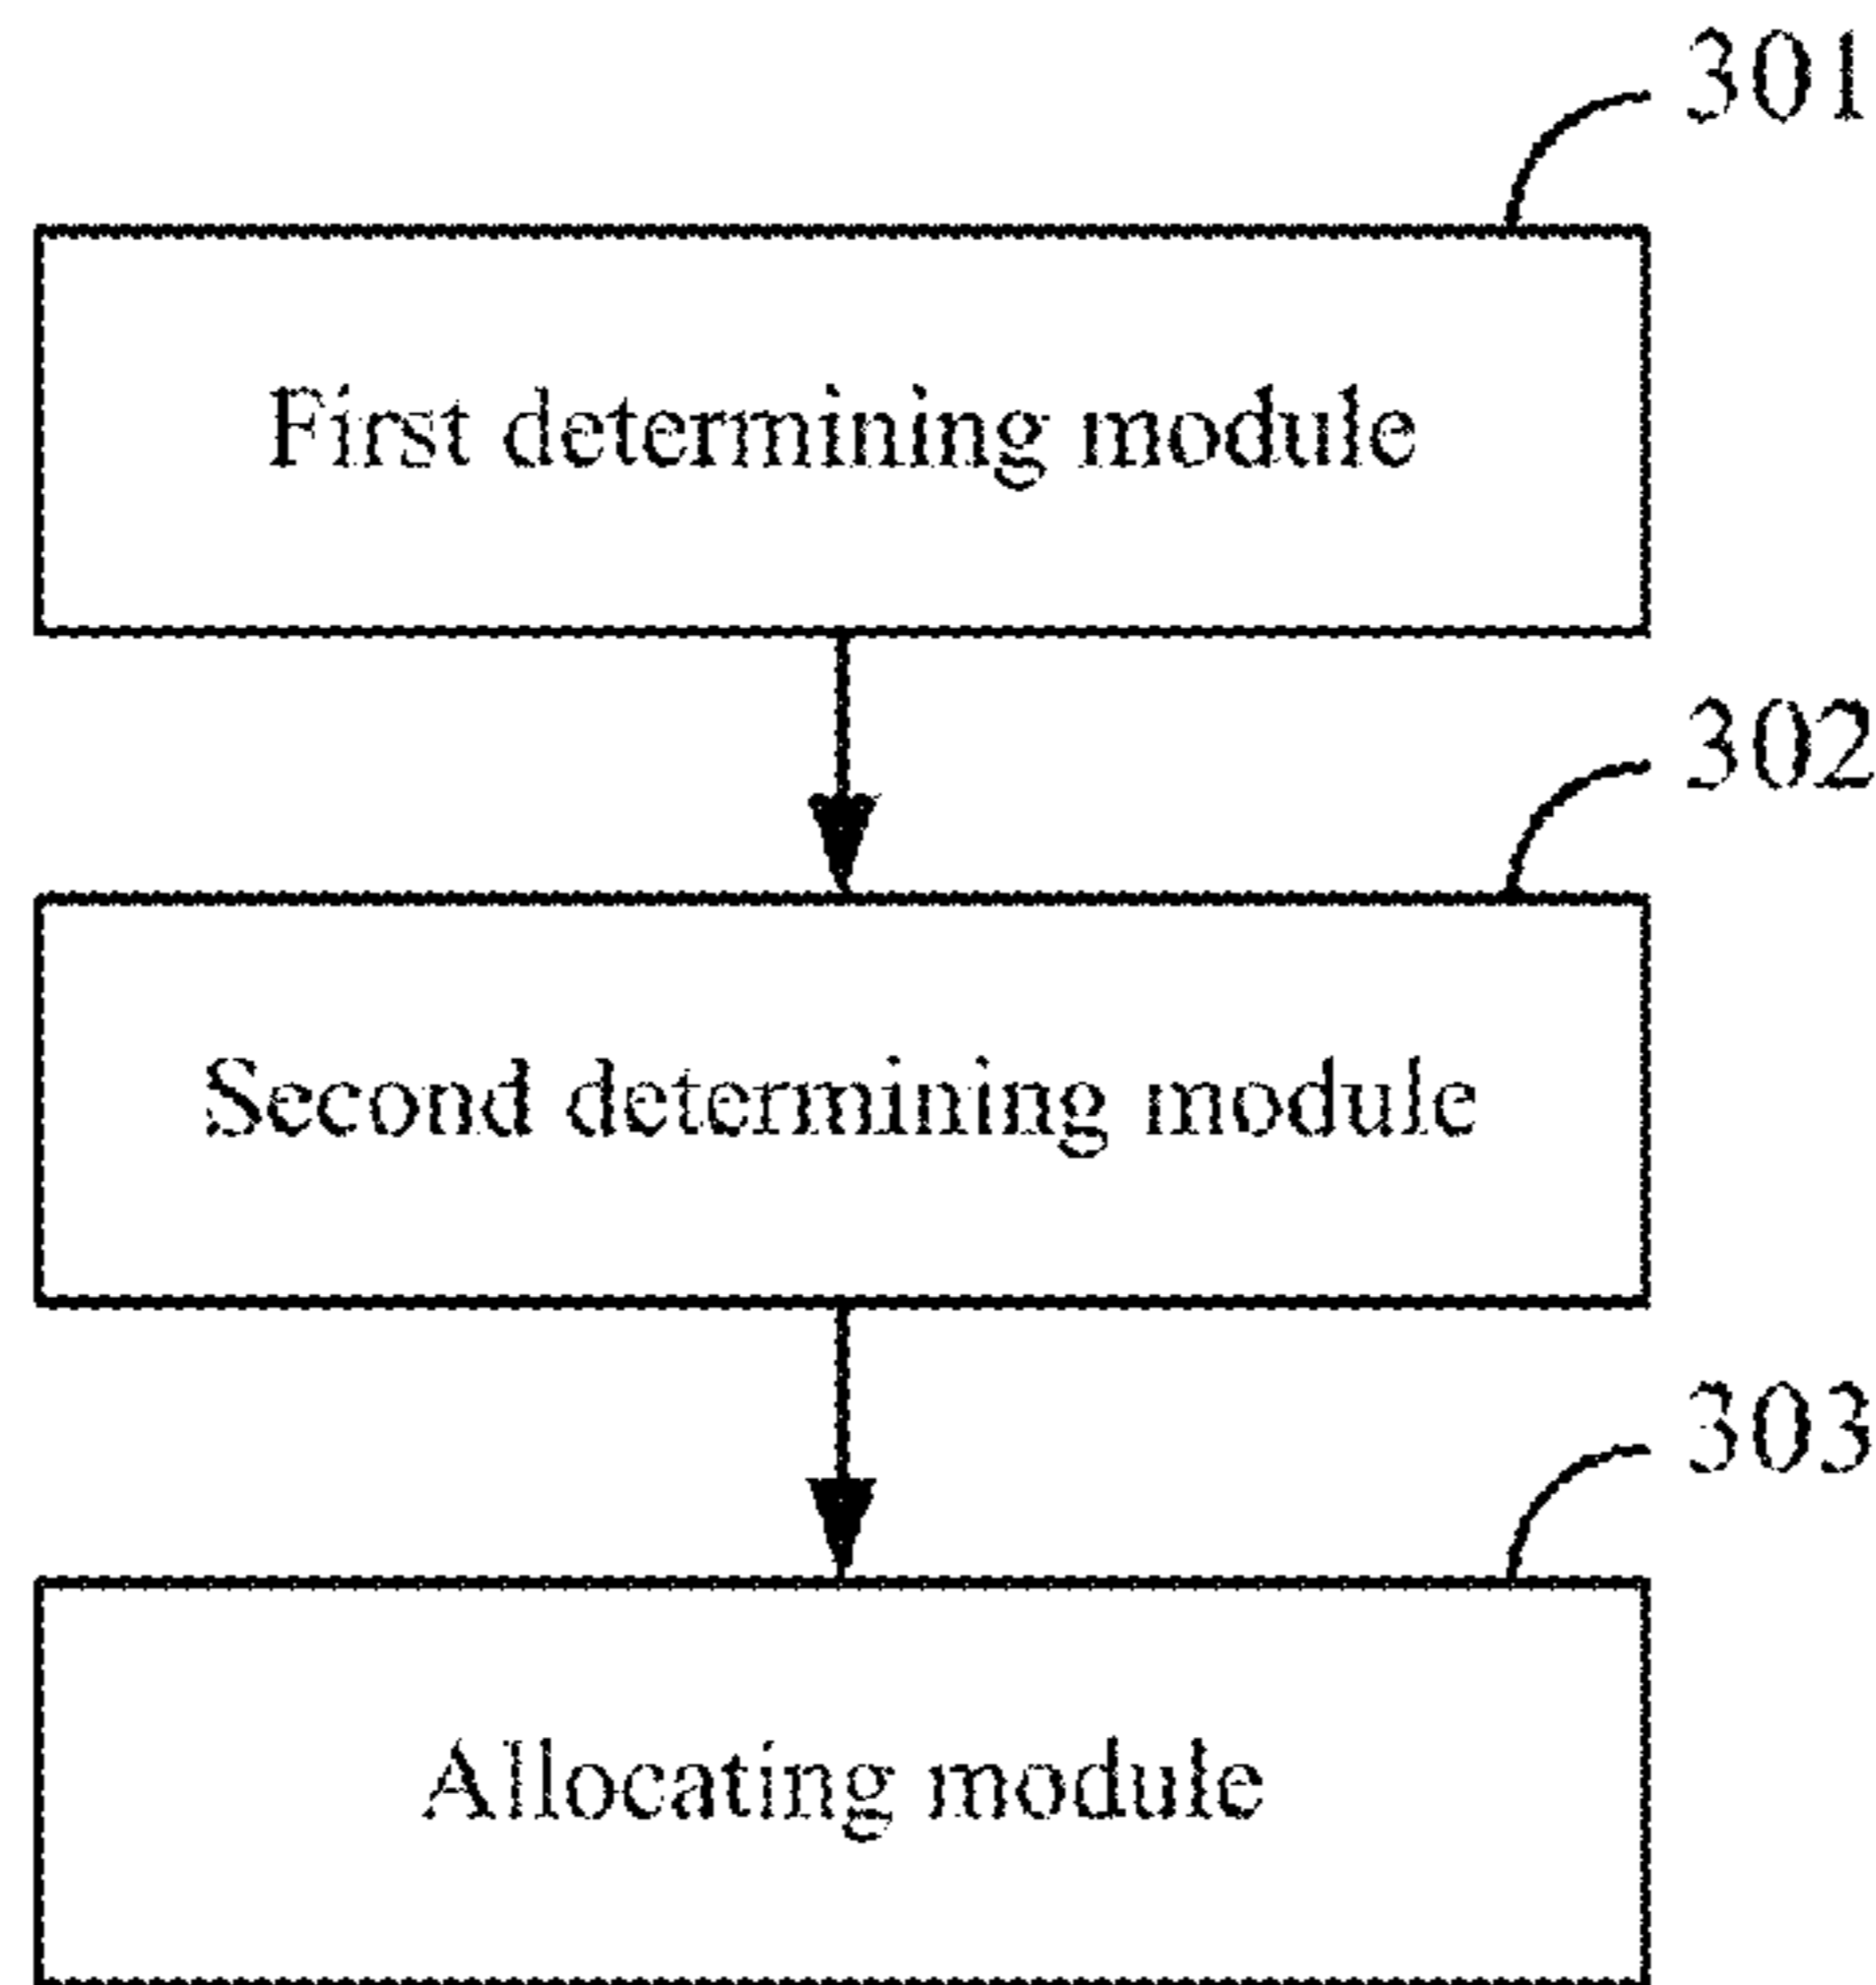 301
First determining module
302
Second determining module
303
Allocating module